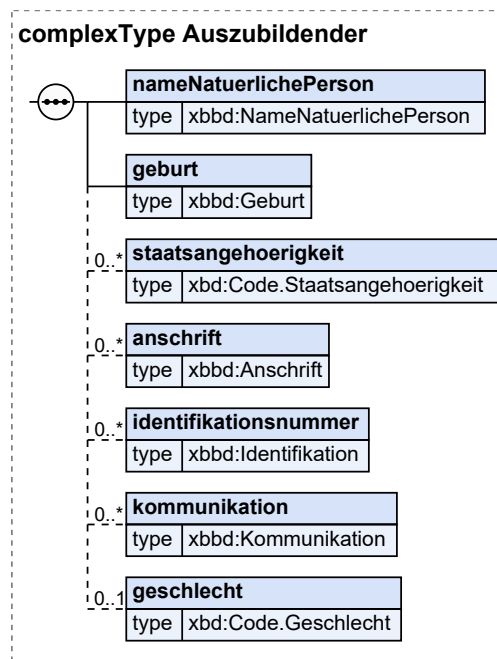 complexType Auszubildender
nameNatuerlichePerson
type xbbd:NameNatuerlichePerson
geburt
type xbbd:Geburt
0..* staatsangehoerigkeit
type xbd:Code.Staatsangehoerigkeit
0..* anschrift
type xbbd:Anschrift
0..* identifikationsnummer
type xbbd:Identifikation
0..* kommunikation
type xbbd:Kommunikation
0..1 geschlecht
type xbd:Code.Geschlecht